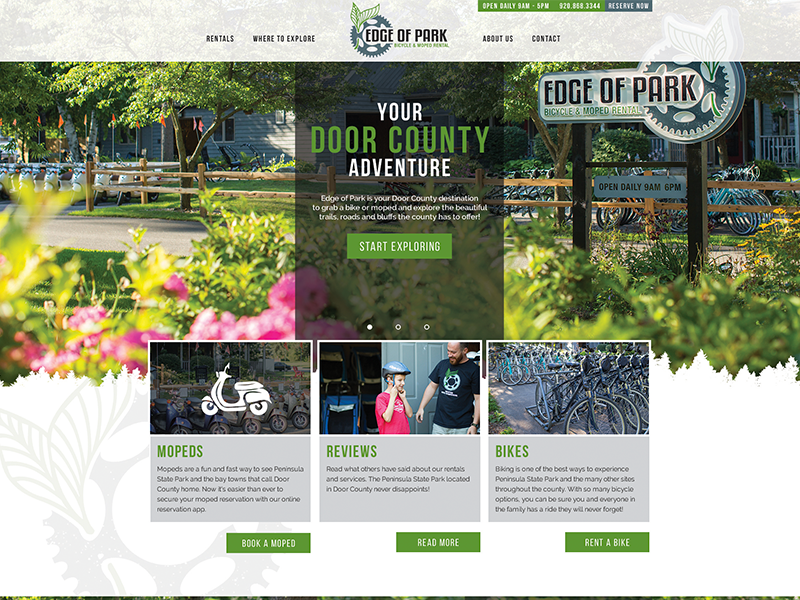 OPEN DAILY 9AM - 5PM 920.868.3344 RESERVE NOW
RENTALS WHERE TO EXPLORE
EDGE OF PARK
BICYCLE & MOPED RENTAL
ABOUT US CONTACT
YOUR
DOOR COUNTY
ADVENTURE
Edge of Park is your Door County destination
to grab a bike or moped and explore the beautiful
trails, roads and bluffs the county has to offer!
START EXPLORING
EDGE OF PARK
BICYCLE & MOPED RENTAL
OPEN DAILY 9AM 6PM
MOPEDS
Mopeds are a fun and fast way to see Peninsula
State Park and the bay towns that call Door
County home. Now it's easier than ever to
secure your moped reservation with our online
reservation app.
BOOK A MOPED
REVIEWS
Read what others have said about our rentals
and services. The Peninsula State Park located
in Door County never disappoints!
READ MORE
BIKES
Biking is one of the best ways to experience
Peninsula State Park and the many other sites
throughout the county. With so many bicycle
options, you can be sure you and everyone in
the family has a ride they will never forget!
RENT A BIKE